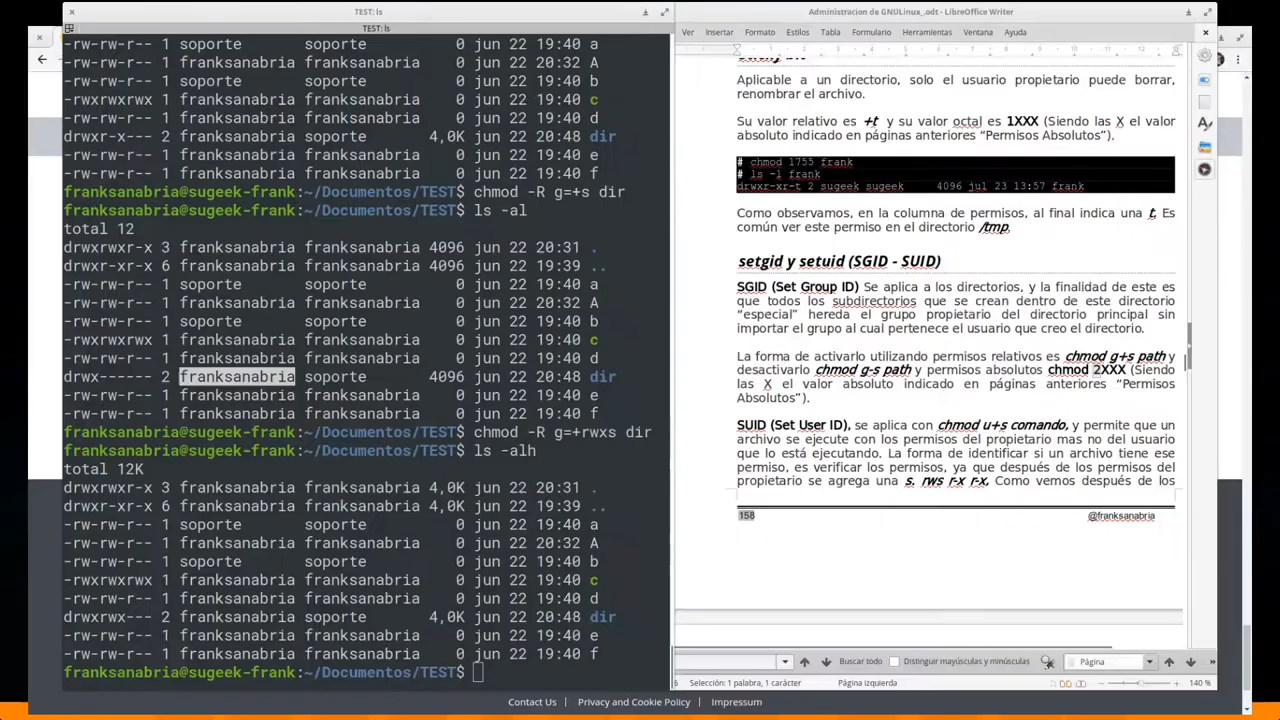 TEST: ls
TEST: ls
-rw-rw-r-- 1 soporte soporte 0 jun 22 19:40 a
-rw-rw-r-- 1 franksanabria franksanabria 0 jun 22 20:32 A
-rw-rw-r-- 1 soporte soporte 0 jun 22 19:40 b
-rwxrwxrwx 1 franksanabria franksanabria 0 jun 22 19:40 c
-rw-rw-r-- 1 franksanabria franksanabria 0 jun 22 19:40 d
drwxr-x--- 2 franksanabria soporte 4,0K jun 22 20:48 dir
-rw-rw-r-- 1 franksanabria franksanabria 0 jun 22 19:40 e
-rw-rw-r-- 1 franksanabria franksanabria 0 jun 22 19:40 f
franksanabria@sugeek-frank:~/Documentos/TEST$ chmod -R g=+s dir
franksanabria@sugeek-frank:~/Documentos/TEST$ ls -al
total 12
drwxrwxr-x 3 franksanabria franksanabria 4096 jun 22 20:31 .
drwxr-xr-x 6 franksanabria franksanabria 4096 jun 22 19:39 ..
-rw-rw-r-- 1 soporte soporte 0 jun 22 19:40 a
-rw-rw-r-- 1 franksanabria franksanabria 0 jun 22 20:32 A
-rw-rw-r-- 1 soporte soporte 0 jun 22 19:40 b
-rwxrwxrwx 1 franksanabria franksanabria 0 jun 22 19:40 c
-rw-rw-r-- 1 franksanabria franksanabria 0 jun 22 19:40 d
drwx------ 2 franksanabria soporte 4096 jun 22 20:48 dir
-rw-rw-r-- 1 franksanabria franksanabria 0 jun 22 19:40 e
-rw-rw-r-- 1 franksanabria franksanabria 0 jun 22 19:40 f
franksanabria@sugeek-frank:~/Documentos/TEST$ chmod -R g=+rwxs dir
franksanabria@sugeek-frank:~/Documentos/TEST$ ls -alh
total 12K
drwxrwxr-x 3 franksanabria franksanabria 4,0K jun 22 20:31 .
drwxr-xr-x 6 franksanabria franksanabria 4,0K jun 22 19:39 ..
-rw-rw-r-- 1 soporte soporte 0 jun 22 19:40 a
-rw-rw-r-- 1 franksanabria franksanabria 0 jun 22 20:32 A
-rw-rw-r-- 1 soporte soporte 0 jun 22 19:40 b
-rwxrwxrwx 1 franksanabria franksanabria 0 jun 22 19:40 c
-rw-rw-r-- 1 franksanabria franksanabria 0 jun 22 19:40 d
drwxrwx--- 2 franksanabria soporte 4,0K jun 22 20:48 dir
-rw-rw-r-- 1 franksanabria franksanabria 0 jun 22 19:40 e
-rw-rw-r-- 1 franksanabria franksanabria 0 jun 22 19:40 f
franksanabria@sugeek-frank:~/Documentos/TEST$
Administracion de GNULinux_.odt - LibreOffice Writer
Ver Insertar Formato Estilos Tabla Formulario Herramientas Ventana Ayuda
Aplicable a un directorio, solo el usuario propietario puede borrar,
renombrar el archivo.
Su valor relativo es +t y su valor octal es 1XXX (Siendo las X el valor
absoluto indicado en páginas anteriores “Permisos Absolutos”).
# chmod 1755 frank
# ls -l frank
drwxr-xr-t 2 sugeek sugeek 4096 jul 23 13:57 frank
Como observamos, en la columna de permisos, al final indica una t. Es
común ver este permiso en el directorio /tmp.
setgid y setuid (SGID - SUID)
SGID (Set Group ID) Se aplica a los directorios, y la finalidad de este es
que todos los subdirectorios que se crean dentro de este directorio
“especial” hereda el grupo propietario del directorio principal sin
importar el grupo al cual pertenece el usuario que creo el directorio.
La forma de activarlo utilizando permisos relativos es chmod g+s path y
desactivarlo chmod g-s path y permisos absolutos chmod 2XXX (Siendo
las X el valor absoluto indicado en páginas anteriores “Permisos
Absolutos”).
SUID (Set User ID), se aplica con chmod u+s comando, y permite que un
archivo se ejecute con los permisos del propietario mas no del usuario
que lo está ejecutando. La forma de identificar si un archivo tiene ese
permiso, es verificar los permisos, ya que después de los permisos del
propietario se agrega una s. rws r-x r-x, Como vemos después de los
158 @franksanabria
Buscar todo Distinguir mayúsculas y minúsculas Página
Selección: 1 palabra, 1 carácter Página izquierda 140 %
Contact Us Privacy and Cookie Policy Impressum